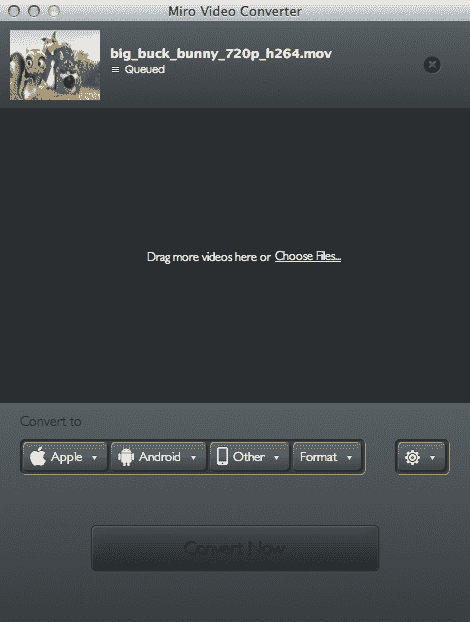 Miro Video Converter
big_buck_bunny_720p_h264.mov
Queued
Drag more videos here or Choose Files...
Convert to
Apple Android Other Format
Convert Now